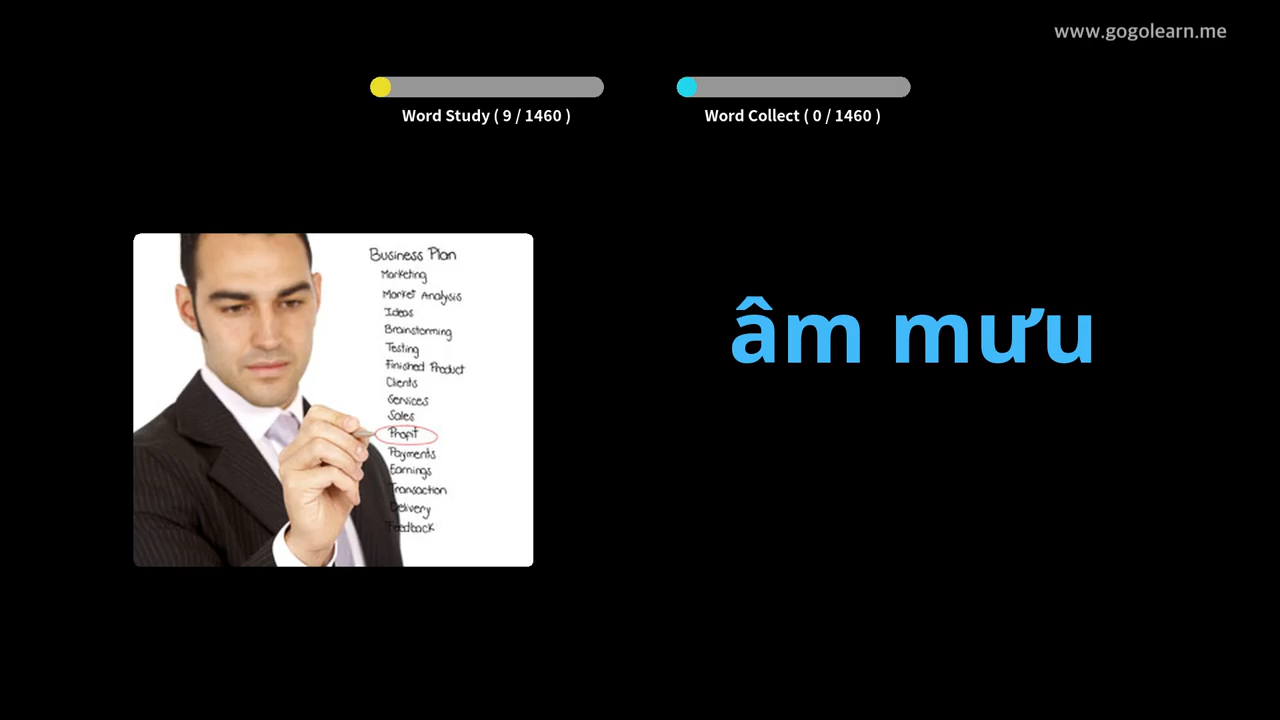 www.gogolearn.me
Word Study ( 9 / 1460 )
Word Collect ( 0 / 1460 )
Business Plan
Marketing
Market Analysis
Ideas
Brainstorming
Testing
Finished Product
Clients
Services
Sales
Profit
Payments
Earnings
Transaction
Delivery
Feedback
âm mưu